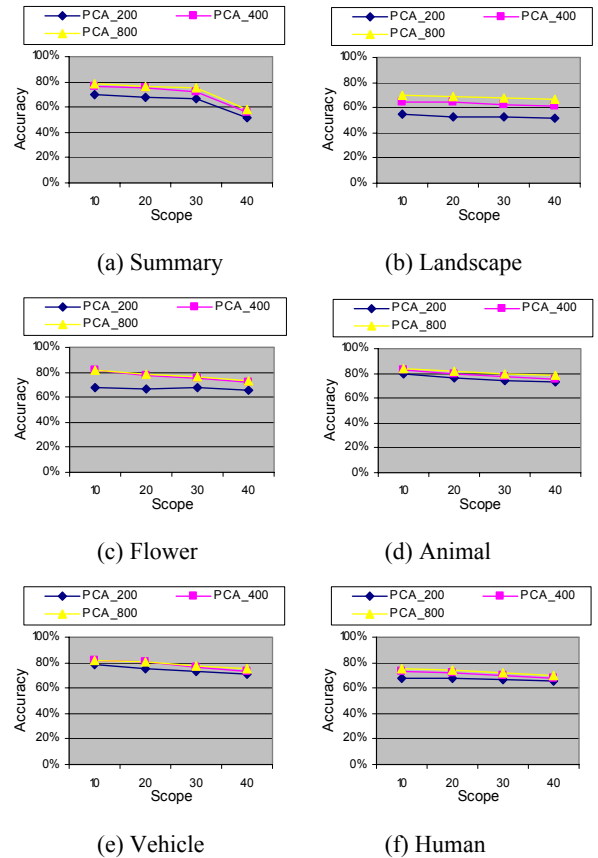 PCA_200 PCA_400
PCA_800
100%
80%
60%
40%
20%
0%
Accuracy
10 20 30 40
Scope
(a) Summary
PCA_200 PCA_400
PCA_800
100%
80%
60%
40%
20%
0%
Accuracy
10 20 30 40
Scope
(b) Landscape
PCA_200 PCA_400
PCA_800
100%
80%
60%
40%
20%
0%
Accuracy
10 20 30 40
Scope
(c) Flower
PCA_200 PCA_400
PCA_800
100%
80%
60%
40%
20%
0%
Accuracy
10 20 30 40
Scope
(d) Animal
PCA_200 PCA_400
PCA_800
100%
80%
60%
40%
20%
0%
Accuracy
10 20 30 40
Scope
(e) Vehicle
PCA_200 PCA_400
PCA_800
100%
80%
60%
40%
20%
0%
Accuracy
10 20 30 40
Scope
(f) Human